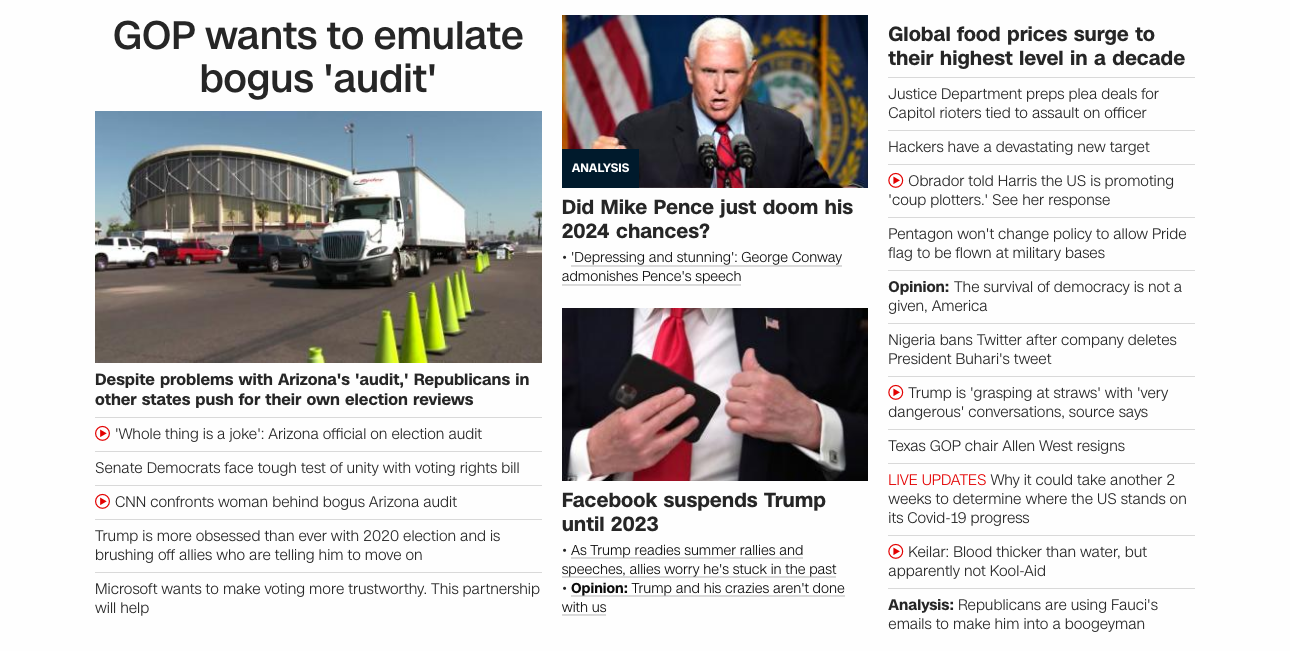 GOP wants to emulate
bogus 'audit'
Despite problems with Arizona's 'audit,' Republicans in
other states push for their own election reviews
'Whole thing is a joke': Arizona official on election audit
Senate Democrats face tough test of unity with voting rights bill
CNN confronts woman behind bogus Arizona audit
Trump is more obsessed than ever with 2020 election and is
brushing off allies who are telling him to move on
Microsoft wants to make voting more trustworthy. This partnership
will help
ANALYSIS
Did Mike Pence just doom his
2024 chances?
• 'Depressing and stunning': George Conway
admonishes Pence's speech
Facebook suspends Trump
until 2023
• As Trump readies summer rallies and
speeches, allies worry he's stuck in the past
• Opinion: Trump and his crazies aren't done
with us
Global food prices surge to
their highest level in a decade
Justice Department preps plea deals for
Capitol rioters tied to assault on officer
Hackers have a devastating new target
Obrador told Harris the US is promoting
'coup plotters.' See her response
Pentagon won't change policy to allow Pride
flag to be flown at military bases
Opinion: The survival of democracy is not a
given, America
Nigeria bans Twitter after company deletes
President Buhari's tweet
Trump is 'grasping at straws' with 'very
dangerous' conversations, source says
Texas GOP chair Allen West resigns
LIVE UPDATES Why it could take another 2
weeks to determine where the US stands on
its Covid-19 progress
Keilar: Blood thicker than water, but
apparently not Kool-Aid
Analysis: Republicans are using Fauci's
emails to make him into a boogeyman